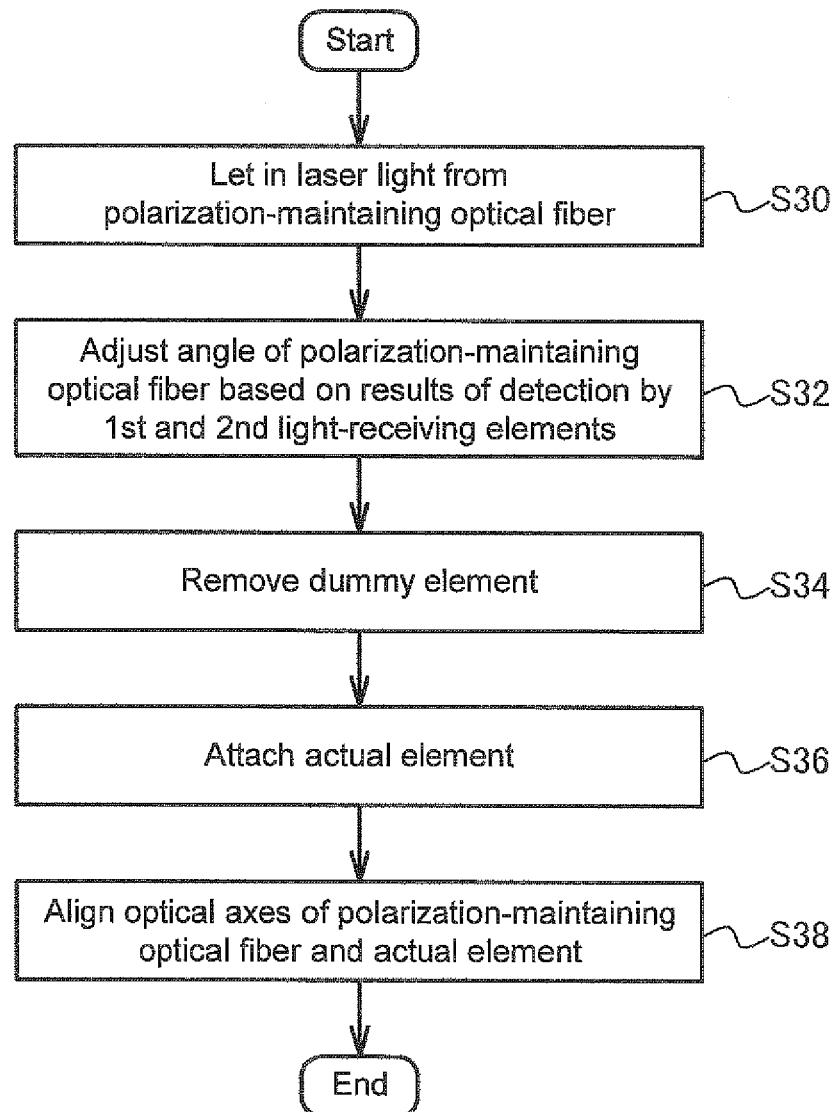 Start
Let in laser light from
polarization-maintaining optical fiber
S30
Adjust angle of polarization-maintaining
optical fiber based on results of detection by
1st and 2nd light-receiving elements
S32
Remove dummy element
S34
Attach actual element
S36
Align optical axes of polarization-maintaining
optical fiber and actual element
S38
End